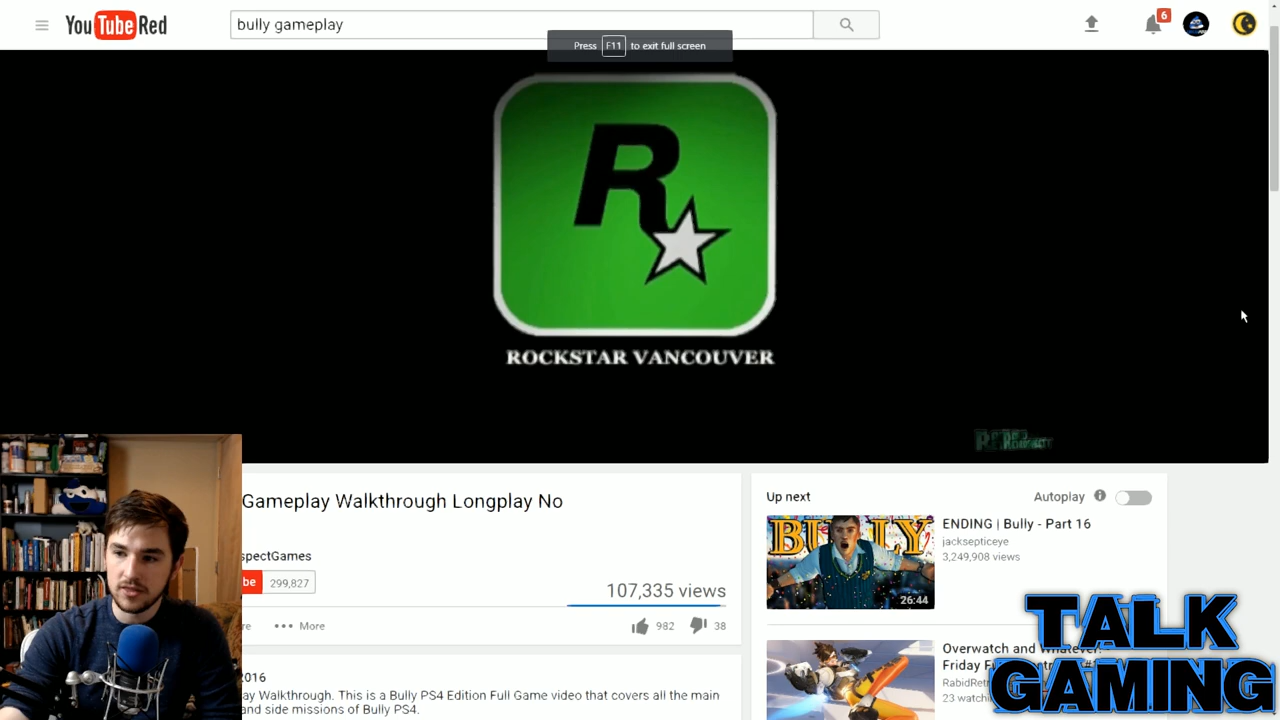 YouTube Red
bully gameplay
6
Press F11 to exit full screen
R
ROCKSTAR VANCOUVER
Gameplay Walkthrough Longplay No
Up next
Autoplay
BULLY
26:44
ENDING | Bully - Part 16
jacksepticeye
3,249,908 views
spectGames
be 299,827
107,335 views
re ••• More
982 38
2016
ay Walkthrough. This is a Bully PS4 Edition Full Game video that covers all the main
and side missions of Bully PS4.
Overwatch and Whatever
Friday F
RabidRetr
23 watch
TALK
GAMING